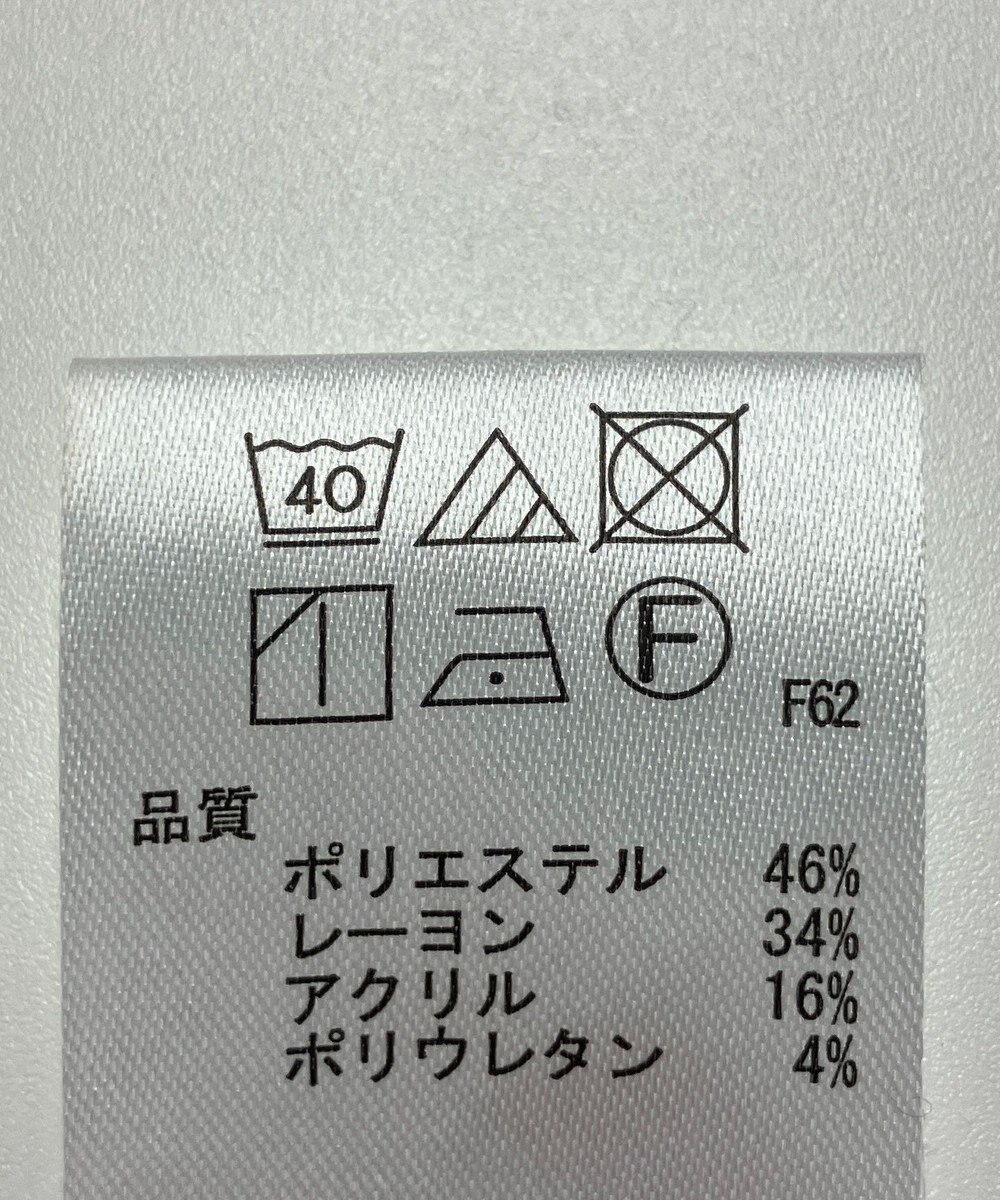 40
F
F62
品質
ポリエステル 46%
レーヨン 34%
アクリル 16%
ポリウレタン 4%